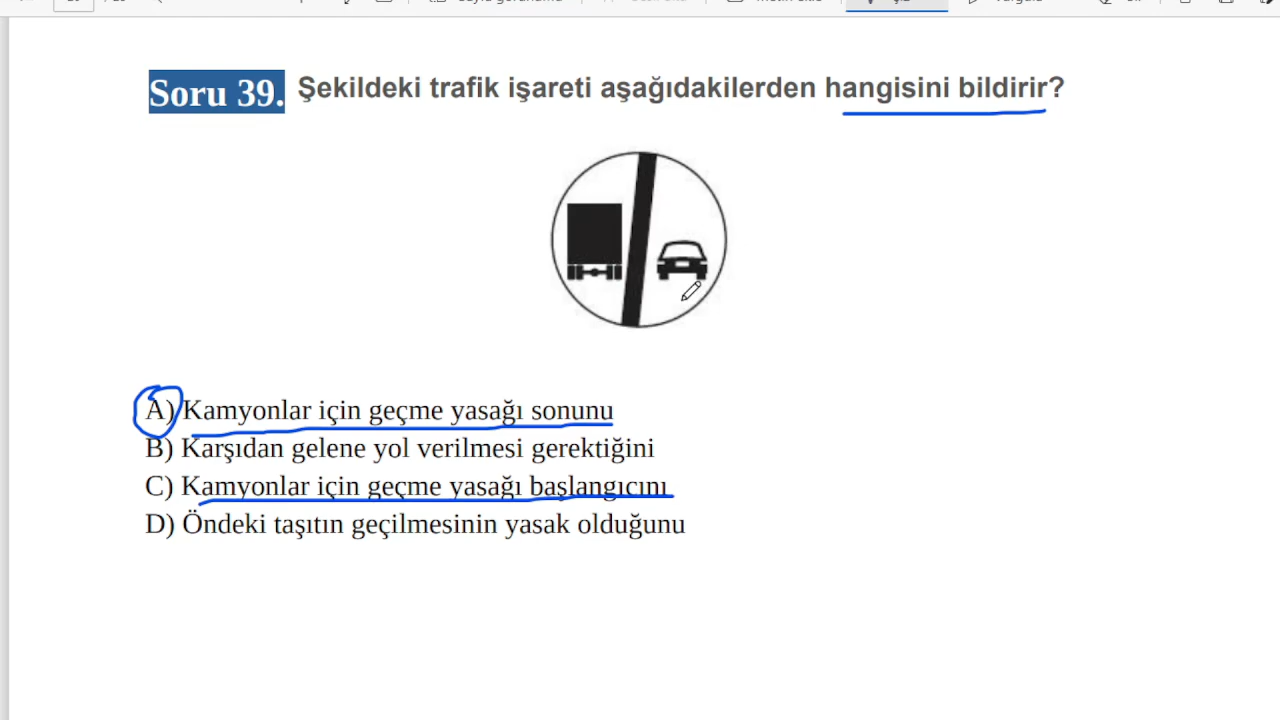 Soru 39. Şekildeki trafik işareti aşağıdakilerden hangisini bildirir?
A) Kamyonlar için geçme yasağı sonunu
B) Karşıdan gelene yol verilmesi gerektiğini
C) Kamyonlar için geçme yasağı başlangıcını
D) Öndeki taşıtın geçilmesinin yasak olduğunu